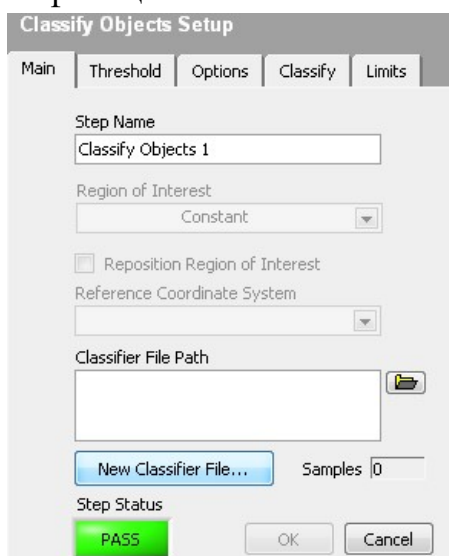 Classify Objects Setup
Main Threshold Options Classify Limits
Step Name
Classify Objects 1
Region of Interest
Constant
Reposition Region of Interest
Reference Coordinate System
Classifier File Path
New Classifier File... Samples 0
Step Status
PASS OK Cancel